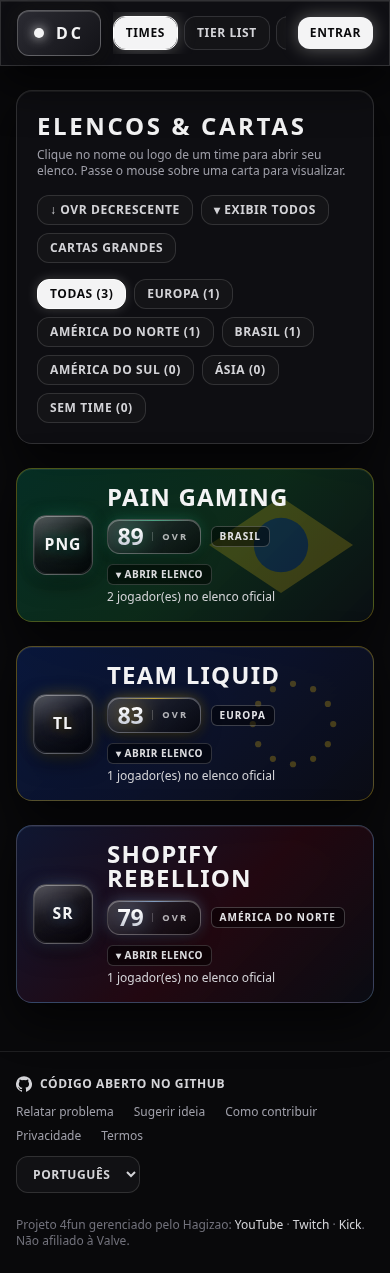 DC TIMES TIER LIST ENTRAR
ELENCOS & CARTAS
Clique no nome ou logo de um time para abrir seu
elenco. Passe o mouse sobre uma carta para visualizar.
↓ OVR DECRESCENTE ▾ EXIBIR TODOS
CARTAS GRANDES
TODAS (3) EUROPA (1)
AMÉRICA DO NORTE (1) BRASIL (1)
AMÉRICA DO SUL (0) ÁSIA (0)
SEM TIME (0)
PNG
PAIN GAMING
89 OVR BRASIL
▾ ABRIR ELENCO
2 jogador(es) no elenco oficial
TL
TEAM LIQUID
83 OVR EUROPA
▾ ABRIR ELENCO
1 jogador(es) no elenco oficial
SR
SHOPIFY
REBELLION
79 OVR AMÉRICA DO NORTE
▾ ABRIR ELENCO
1 jogador(es) no elenco oficial
CÓDIGO ABERTO NO GITHUB
Relatar problema Sugerir ideia Como contribuir
Privacidade Termos
PORTUGUÊS
Projeto 4fun gerenciado pelo Hagizao: YouTube · Twitch · Kick.
Não afiliado à Valve.